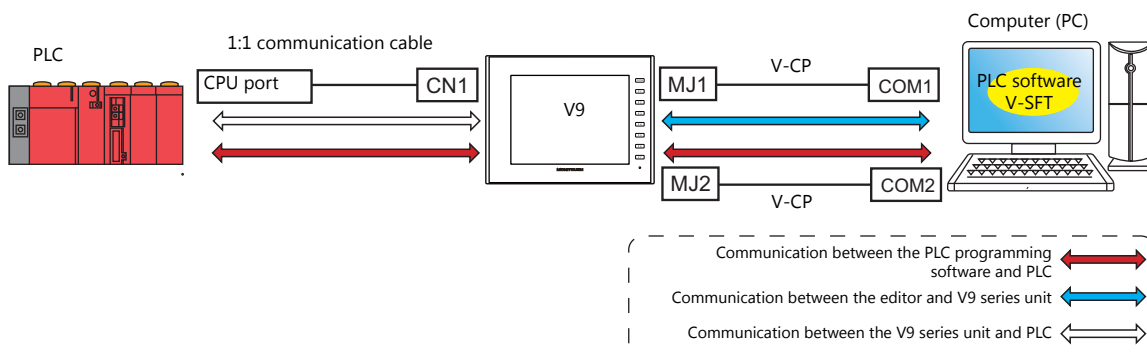 Computer (PC)
1:1 communication cable
PLC
V-CP
CPU port
CN1
MJ1
COM1
PLC software
V-SFT
V9
MJ2
COM2
V-CP
Communication between the PLC programming
software and PLC
Communication between the editor and V9 series unit
Communication between the V9 series unit and PLC